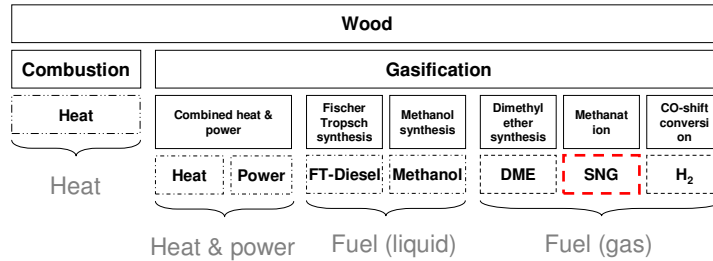 Wood
Combustion
Gasification
Heat
Combined heat &
power
Fischer
Tropsch
synthesis
Methanol
synthesis
Dimethyl
ether
synthesis
Methanat
ion
CO-shift
conversi
on
Heat
Power
FT-Diesel
Methanol
DME
SNG
H₂
Heat
Heat & power
Fuel (liquid)
Fuel (gas)